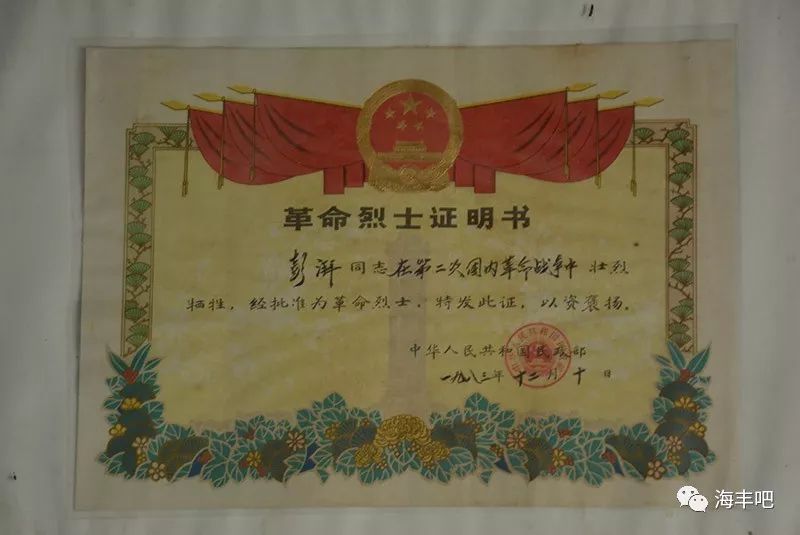 革命烈士证明书
彭湃同志在第二次国内革命战争中壮烈
牺牲,经批准为革命烈士.特发此证,以资褒扬.
中华人民共和国民政部
一九八三年十二月十日
海丰吧